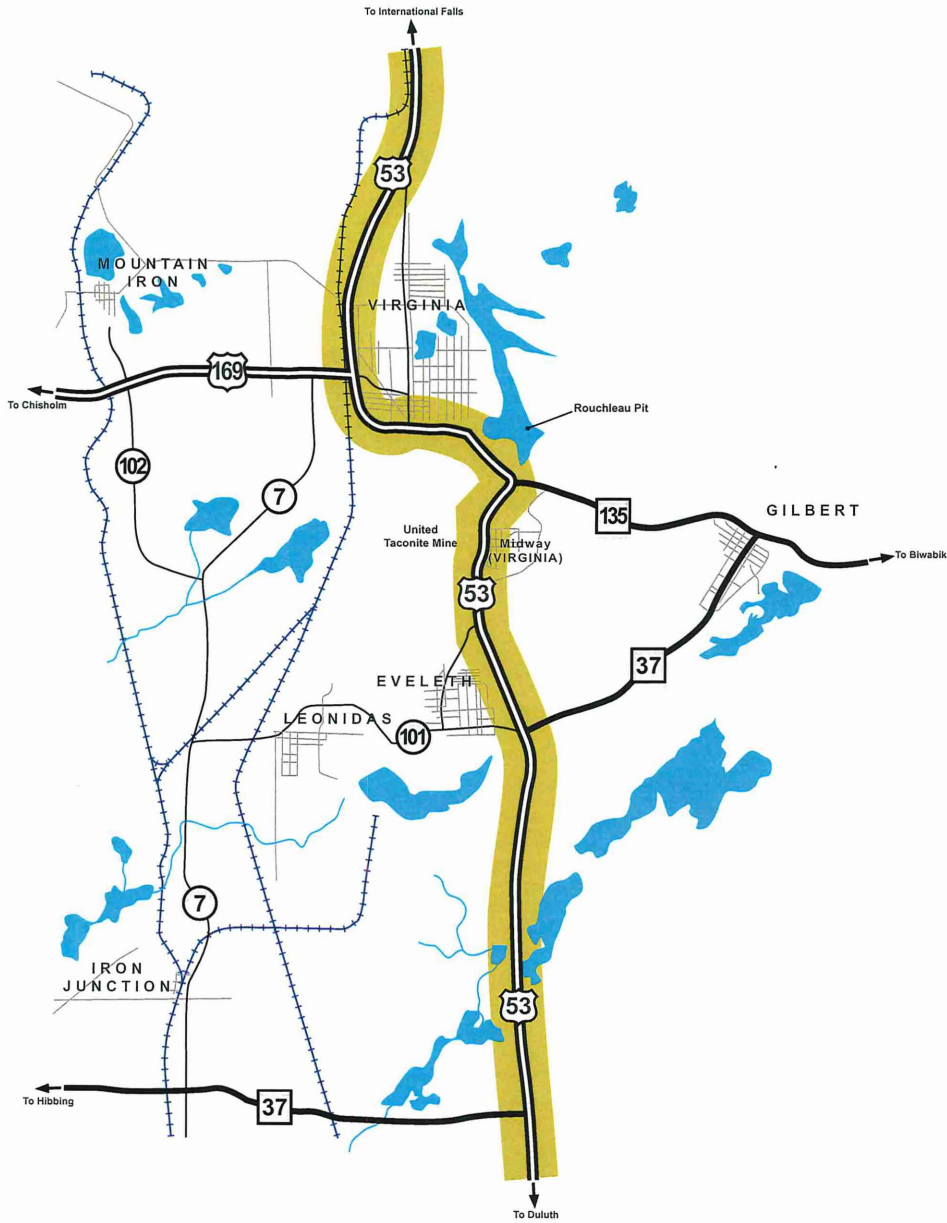 To International Falls
53
MOUNTAIN
IRON
VIRGINIA
169
To Chisholm
Rouchleau Pit
102
7
135
GILBERT
United
Taconite Mine
Midway
(VIRGINIA)
To Biwabik
53
37
EVELETH
LEONIDAS
101
7
IRON
JUNCTION
53
To Hibbing
37
To Duluth